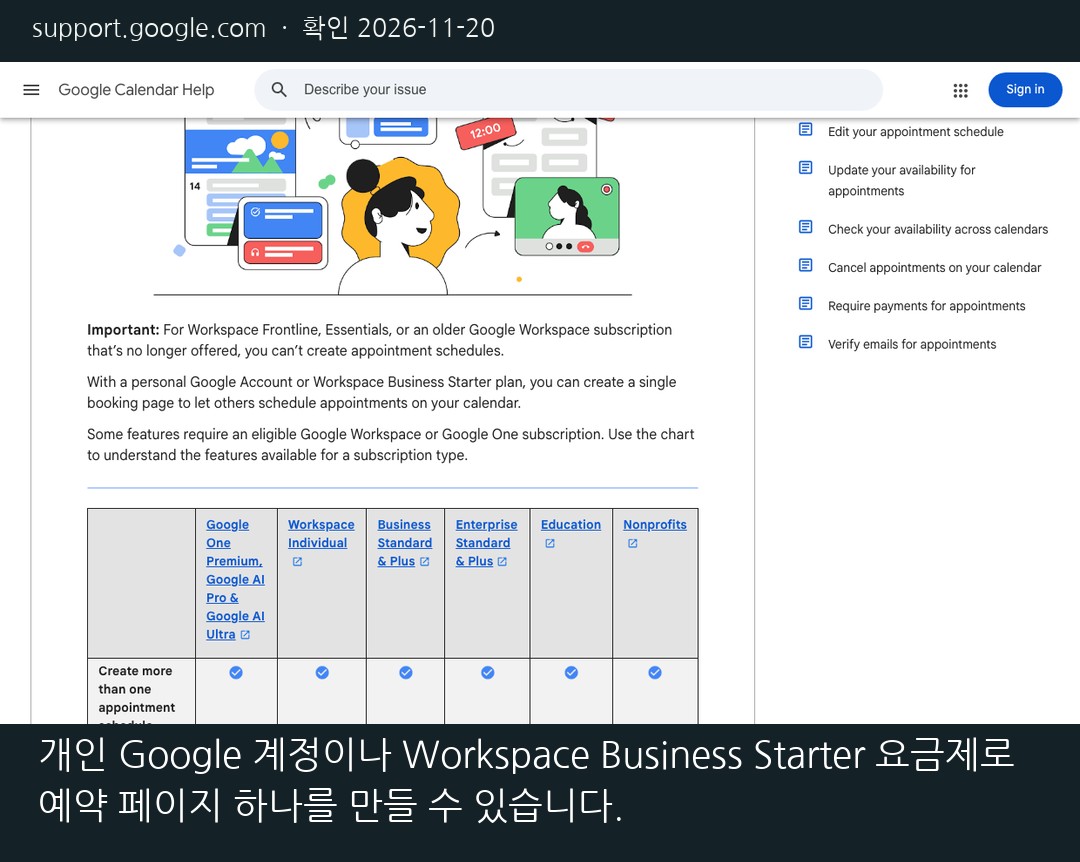 support.google.com · 확인 2026-11-20
Google Calendar Help
Describe your issue
Sign in
12:00
14
Edit your appointment schedule
Update your availability for
appointments
Check your availability across calendars
Cancel appointments on your calendar
Require payments for appointments
Verify emails for appointments
Important: For Workspace Frontline, Essentials, or an older Google Workspace subscription
that’s no longer offered, you can’t create appointment schedules.
With a personal Google Account or Workspace Business Starter plan, you can create a single
booking page to let others schedule appointments on your calendar.
Some features require an eligible Google Workspace or Google One subscription. Use the chart
to understand the features available for a subscription type.
Google
One
Premium,
Google AI
Pro &
Google AI
Ultra
Workspace
Individual
Business
Standard
& Plus
Enterprise
Standard
& Plus
Education
Nonprofits
Create more
than one
appointment
schedule
개인 Google 계정이나 Workspace Business Starter 요금제로
예약 페이지 하나를 만들 수 있습니다.